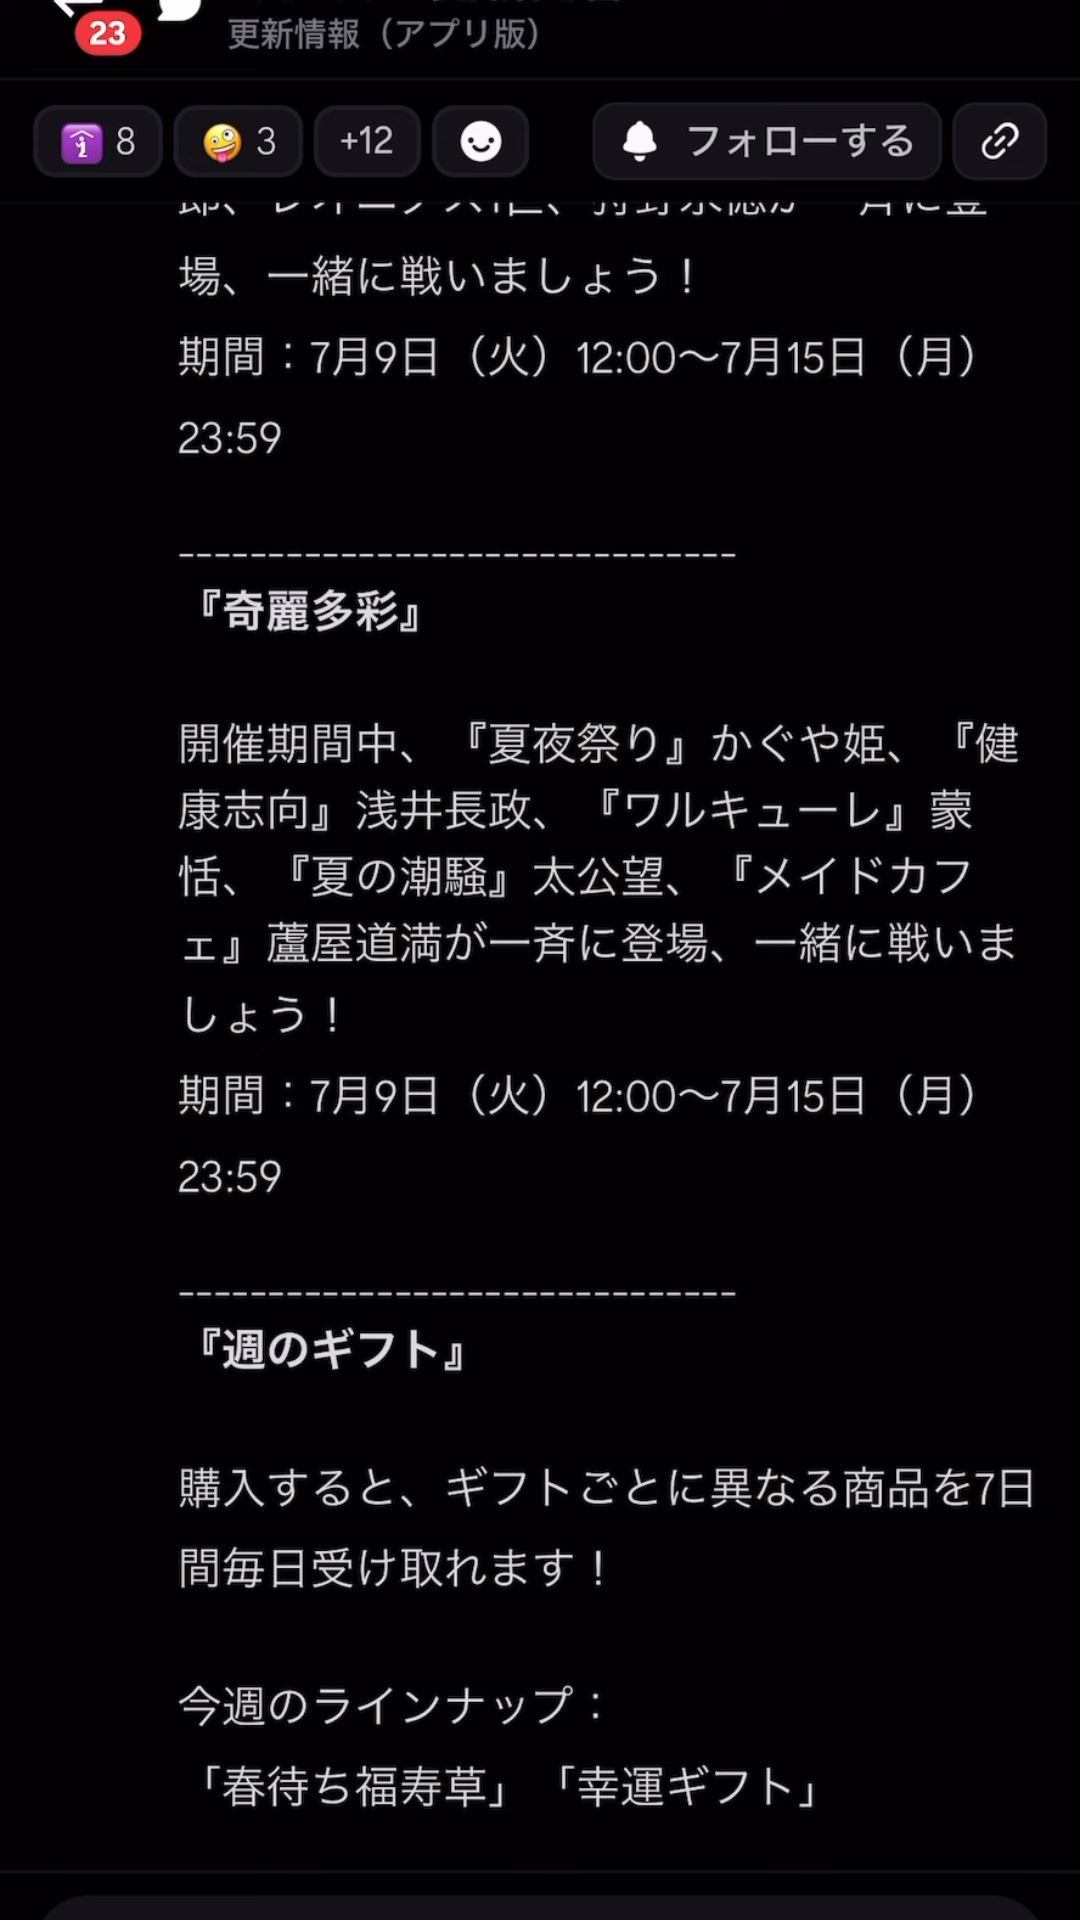 23
更新情報（アプリ版）
8
3
+12
フォローする
場、一緒に戦いましょう！
期間：7月9日（火）12:00〜7月15日（月）
23:59
-------------------------------
『奇麗多彩』
開催期間中、『夏夜祭り』かぐや姫、『健
康志向』浅井長政、『ワルキューレ』蒙
恬、『夏の潮騒』太公望、『メイドカフ
ェ』蘆屋道満が一斉に登場、一緒に戦いま
しょう！
期間：7月9日（火）12:00〜7月15日（月）
23:59
-------------------------------
『週のギフト』
購入すると、ギフトごとに異なる商品を7日
間毎日受け取れます！
今週のラインナップ：
「春待ち福寿草」「幸運ギフト」